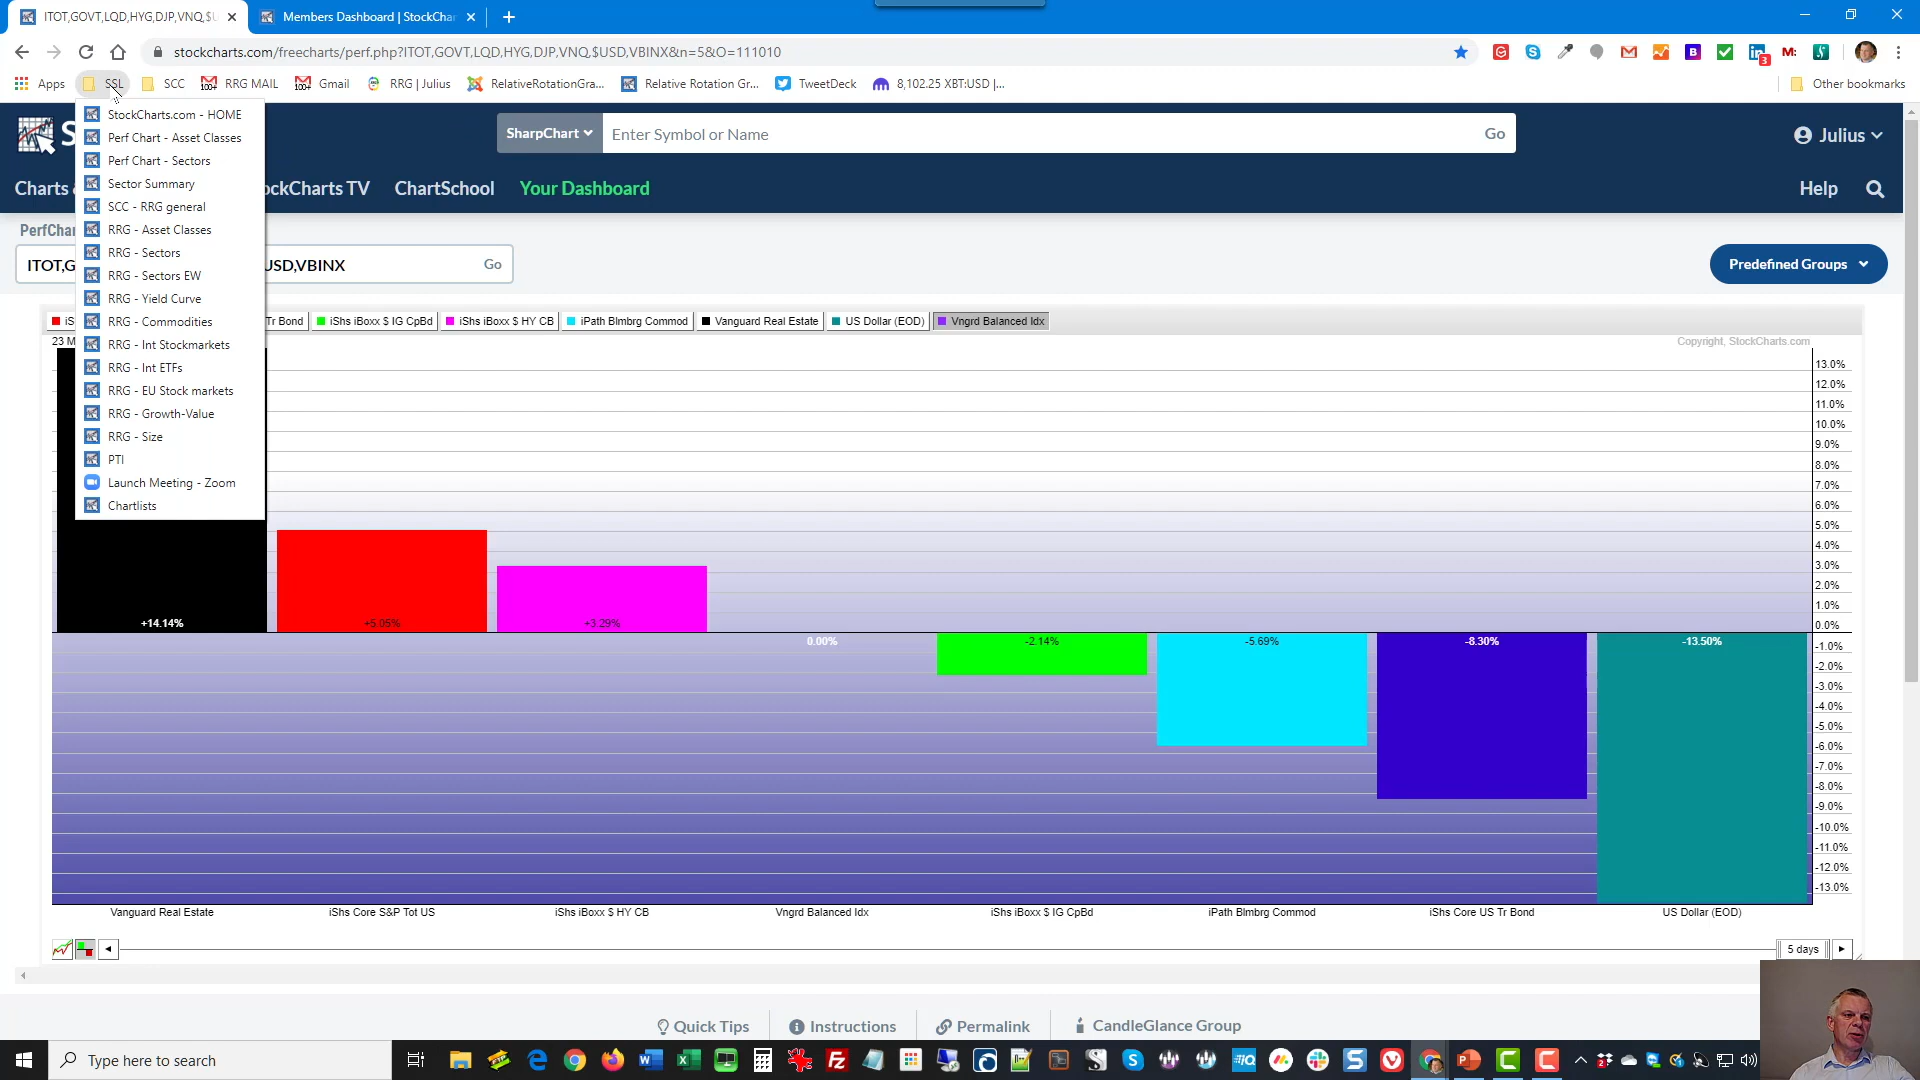 ITOT,GOVT,LQD,HYG,DJP,VNQ,$U
Members Dashboard | StockChar
stockcharts.com/freecharts/perf.php?ITOT,GOVT,LQD,HYG,DJP,VNQ,$USD,VBINX&n=5&O=111010
Apps SSL SCC RRG MAIL Gmail RRG | Julius RelativeRotationGra... Relative Rotation Gr... TweetDeck 8,102.25 XBT:USD |... Other bookmarks
StockCharts.com - HOME
Perf Chart - Asset Classes
Perf Chart - Sectors
Sector Summary
SCC - RRG general
RRG - Asset Classes
RRG - Sectors
RRG - Sectors EW
RRG - Yield Curve
RRG - Commodities
RRG - Int Stockmarkets
RRG - Int ETFs
RRG - EU Stock markets
RRG - Growth-Value
RRG - Size
PTI
Launch Meeting - Zoom
Chartlists
SharpChart Enter Symbol or Name Go Julius
Charts & ockCharts TV ChartSchool Your Dashboard Help
PerfChar
ITOT,G USD,VBINX Go Predefined Groups
iS Tr Bond iShs iBoxx $ IG CpBd iShs iBoxx $ HY CB iPath Blmbrg Commod Vanguard Real Estate US Dollar (EOD) Vngrd Balanced Idx
23 M Copyright, StockCharts.com
13.0%
12.0%
11.0%
10.0%
9.0%
8.0%
7.0%
6.0%
5.0%
4.0%
3.0%
2.0%
1.0%
0.0%
-1.0%
-2.0%
-3.0%
-4.0%
-5.0%
-6.0%
-7.0%
-8.0%
-9.0%
-10.0%
-11.0%
-12.0%
-13.0%
+14.14% +5.05% +3.29% 0.00% -2.14% -5.69% -8.30% -13.50%
Vanguard Real Estate iShs Core S&P Tot US iShs iBoxx $ HY CB Vngrd Balanced Idx iShs iBoxx $ IG CpBd iPath Blmbrg Commod iShs Core US Tr Bond US Dollar (EOD)
5 days
Quick Tips Instructions Permalink CandleGlance Group
Type here to search